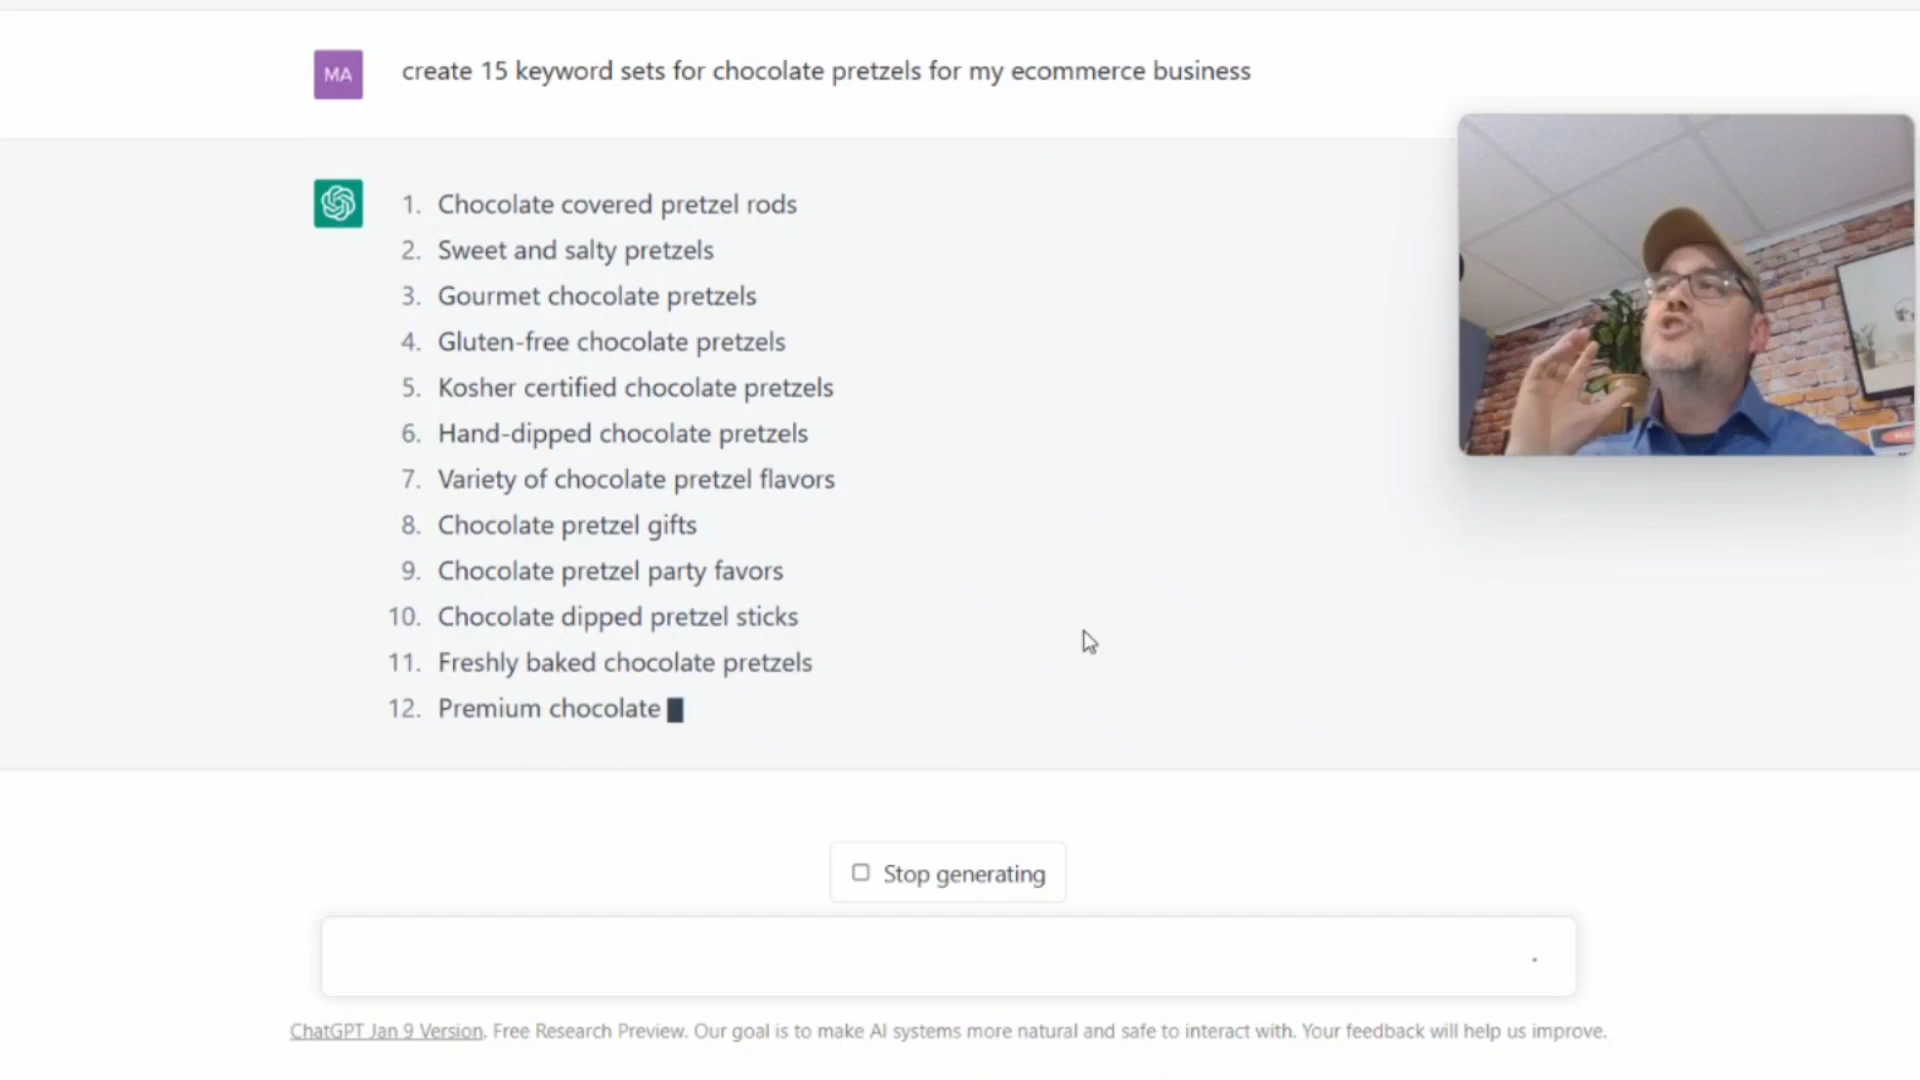 MA
create 15 keyword sets for chocolate pretzels for my ecommerce business
1. Chocolate covered pretzel rods
2. Sweet and salty pretzels
3. Gourmet chocolate pretzels
4. Gluten-free chocolate pretzels
5. Kosher certified chocolate pretzels
6. Hand-dipped chocolate pretzels
7. Variety of chocolate pretzel flavors
8. Chocolate pretzel gifts
9. Chocolate pretzel party favors
10. Chocolate dipped pretzel sticks
11. Freshly baked chocolate pretzels
12. Premium chocolate
Stop generating
ChatGPT Jan 9 Version. Free Research Preview. Our goal is to make AI systems more natural and safe to interact with. Your feedback will help us improve.